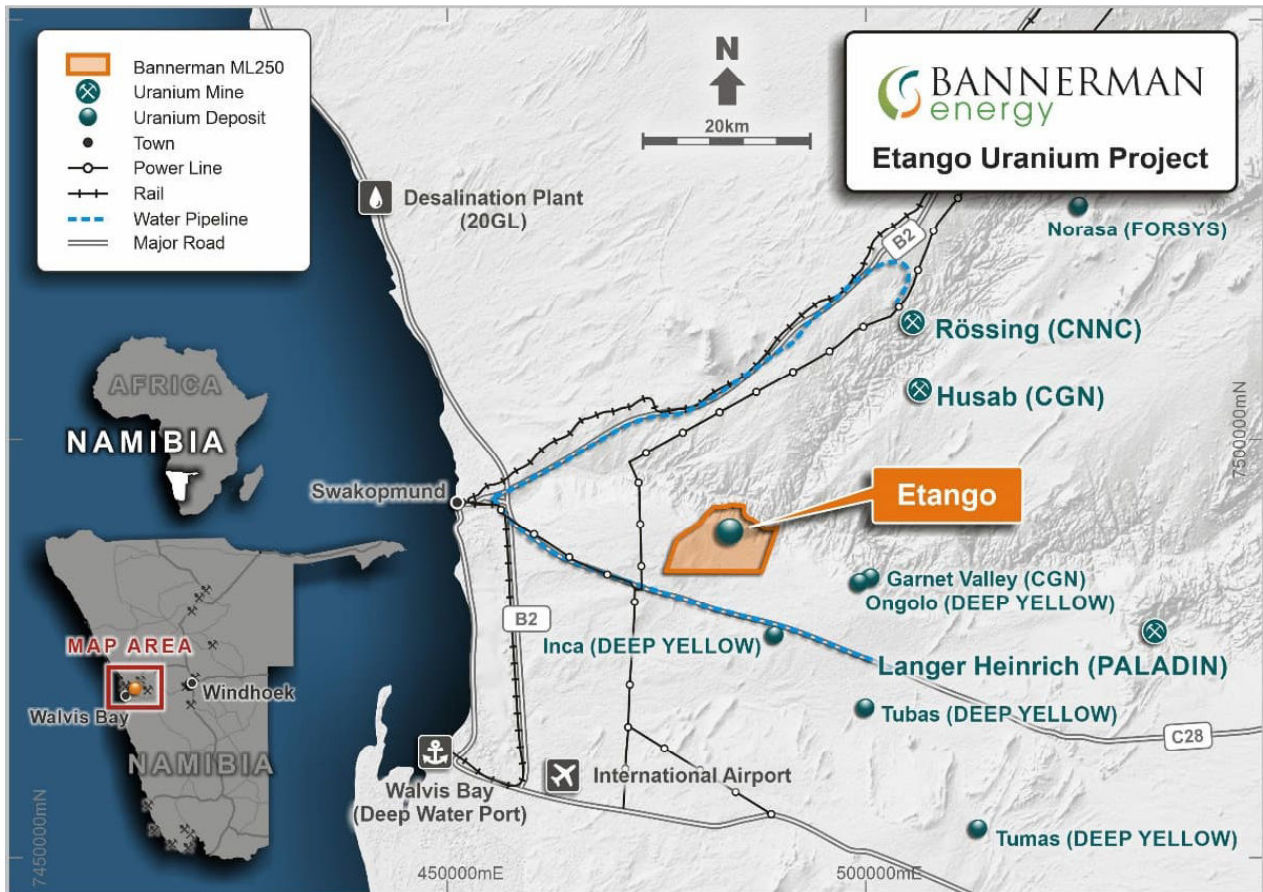 Bannerman ML250
Uranium Mine
Uranium Deposit
Town
Power Line
Rail
Water Pipeline
Major Road
N
20km
BANNERMAN
energy
Etango Uranium Project
Desalination Plant
(20GL)
B2
Norasa (FORSYS)
Rössing (CNNC)
Husab (CGN)
7500000mN
AFRICA
NAMIBIA
Swakopmund
Etango
Garnet Valley (CGN)
Ongolo (DEEP YELLOW)
B2
Inca (DEEP YELLOW)
Langer Heinrich (PALADIN)
MAP AREA
Windhoek
Walvis Bay
NAMIBIA
Tubas (DEEP YELLOW)
C28
Walvis Bay
(Deep Water Port)
International Airport
Tumas (DEEP YELLOW)
7450000mN
450000mE
500000mE